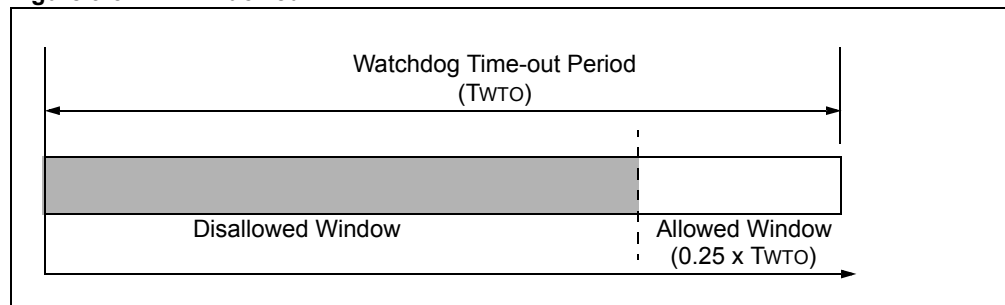 Watchdog Time-out Period
(TWTO)
Disallowed Window
Allowed Window
(0.25 x TWTO)